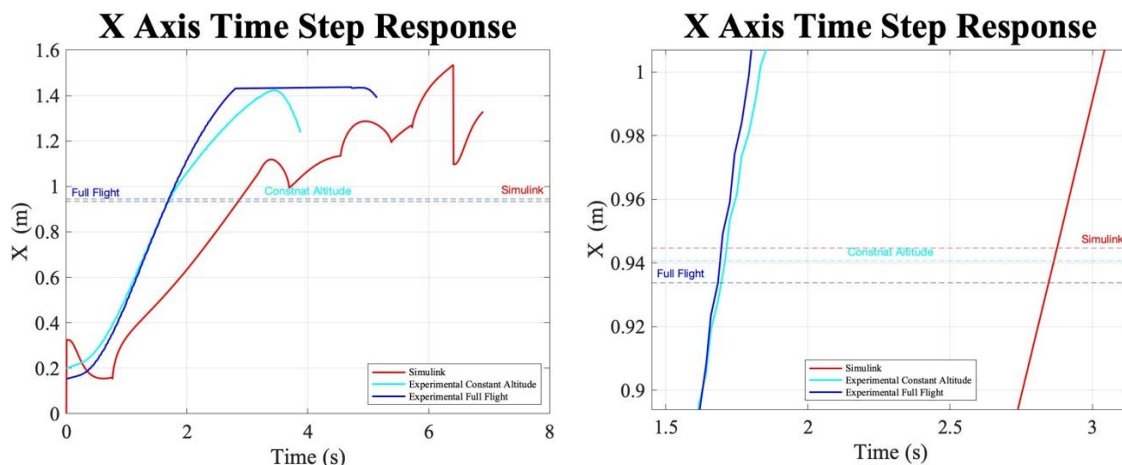 X Axis Time Step Response
1.6
1.4
1.2
1
0.8
0.6
0.4
0.2
0
X (m)
Full Flight
Constnat Altitude
Simulink
Simulink
Experimental Constant Altitude
Experimental Full Flight
0 2 4 6 8
Time (s)
X Axis Time Step Response
1
0.98
0.96
0.94
0.92
0.9
X (m)
Simulink
Constnat Altitude
Full Flight
Simulink
Experimental Constant Altitude
Experimental Full Flight
1.5 2 2.5 3
Time (s)